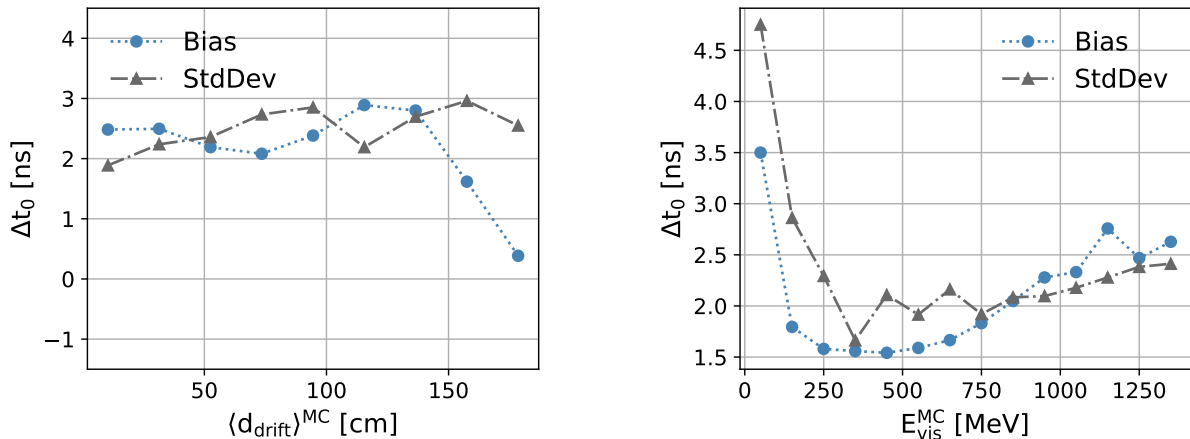 4
3
2
1
0
−1
Δt0 [ns]
Bias
StdDev
50
100
150
⟨d_drift⟩^MC [cm]
4.5
4.0
3.5
3.0
2.5
2.0
1.5
Δt0 [ns]
Bias
StdDev
0
250
500
750
1000
1250
E_vis^MC [MeV]